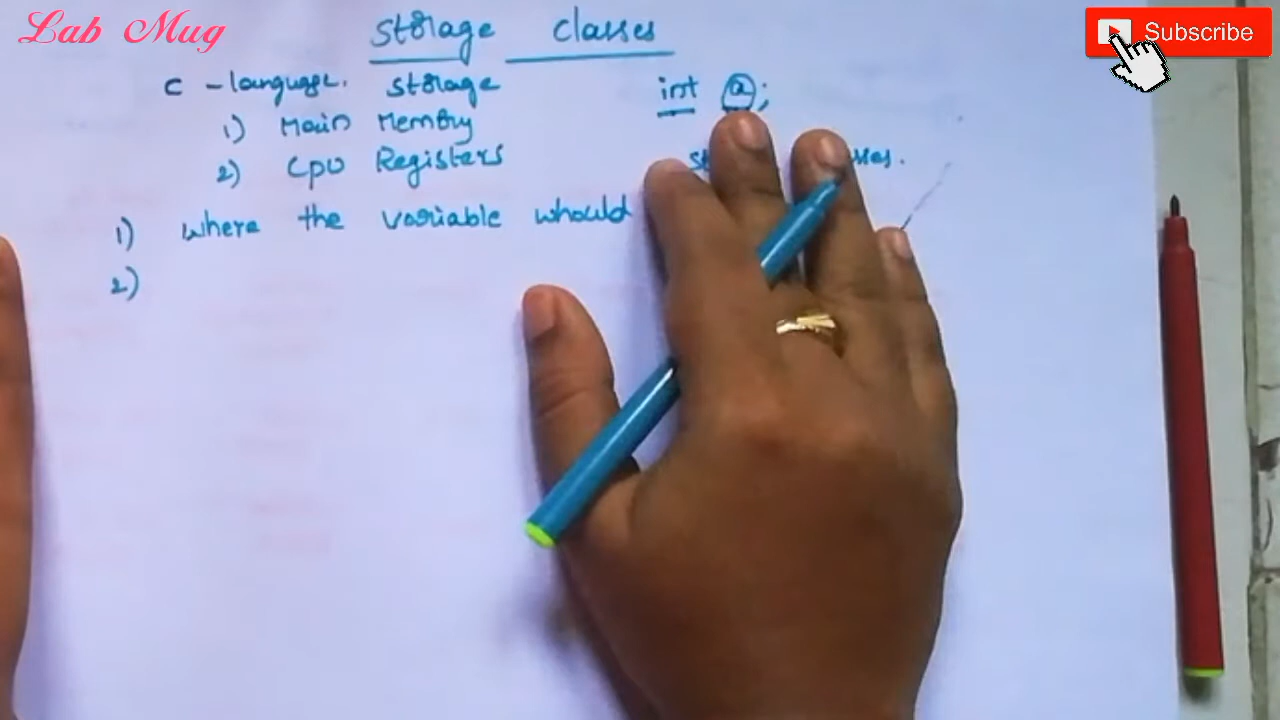 Lab Mug
Subscribe
Storage classes
C - language. storage
int a;
1) Main Memory
2) CPU Registers
1) where the variable whould
2)